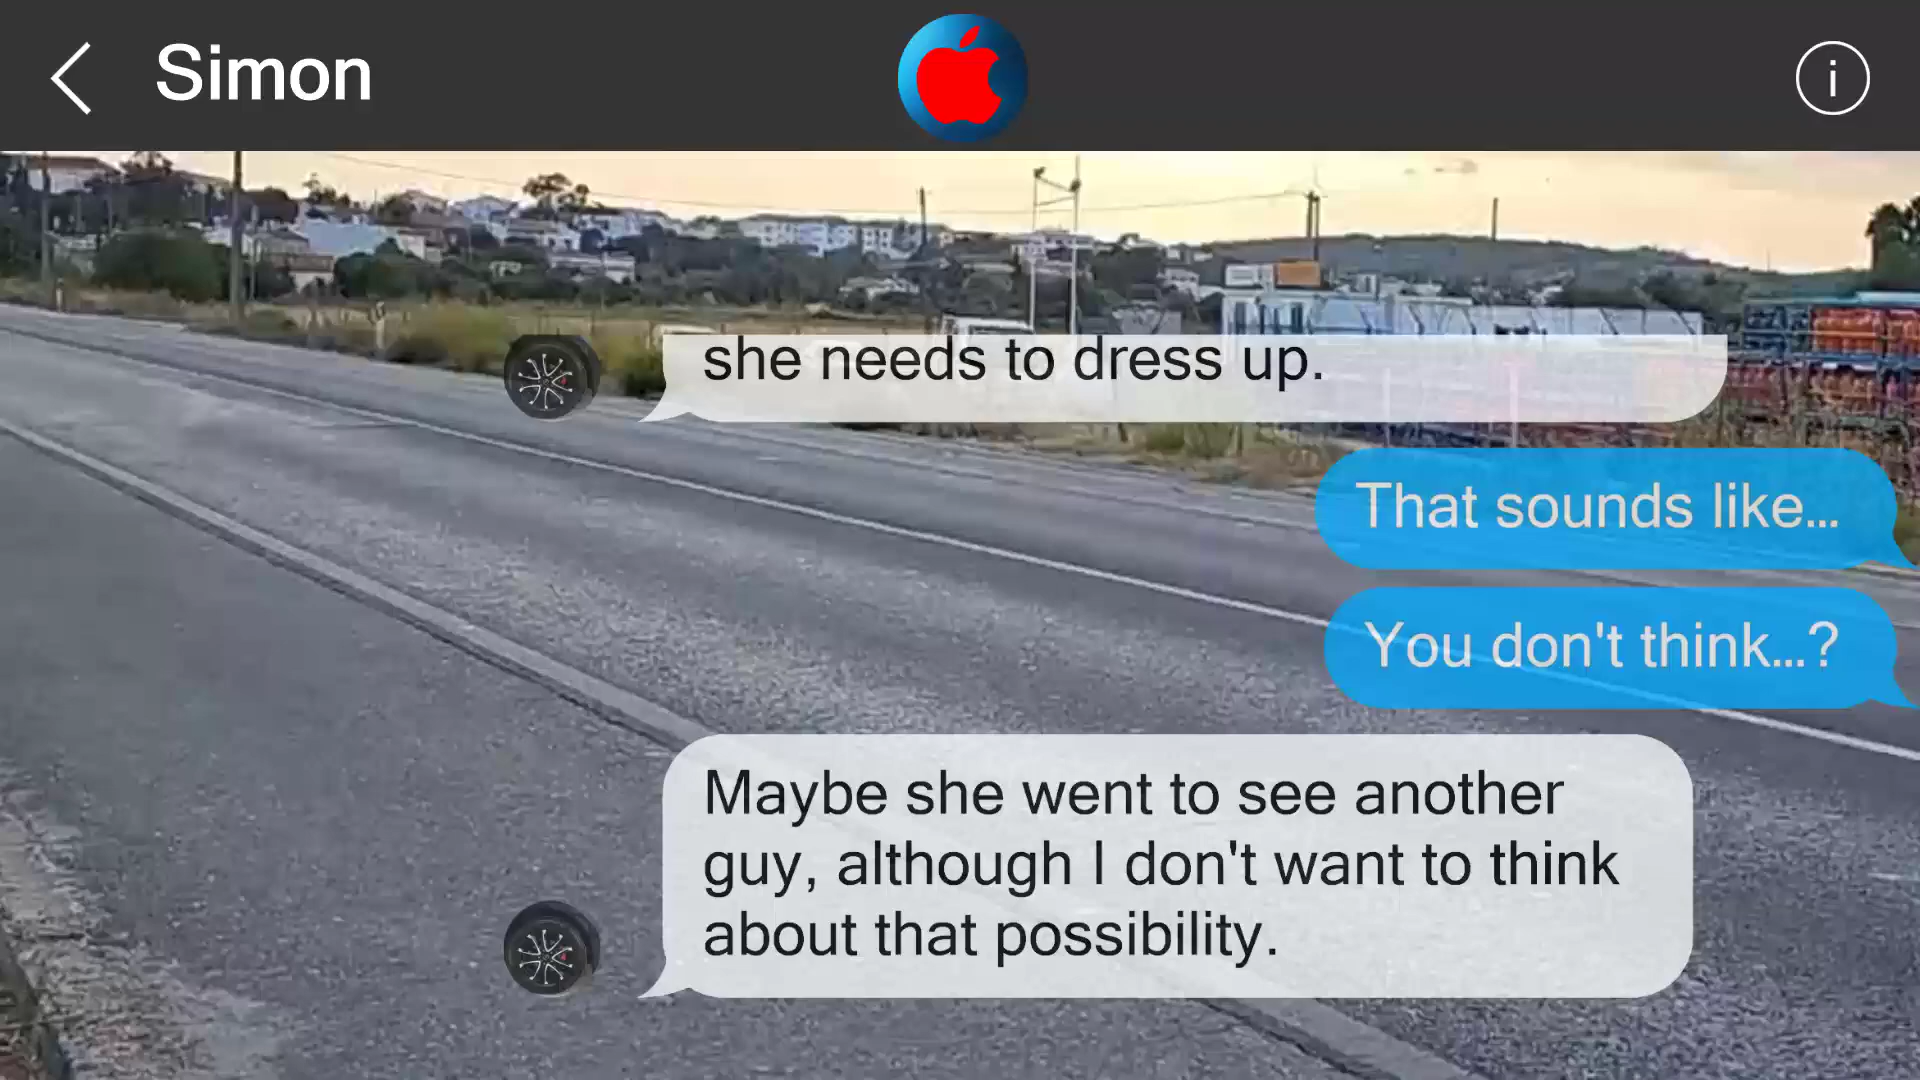 Simon
i
she needs to dress up.
That sounds like...
You don't think...?
Maybe she went to see another
guy, although I don't want to think
about that possibility.